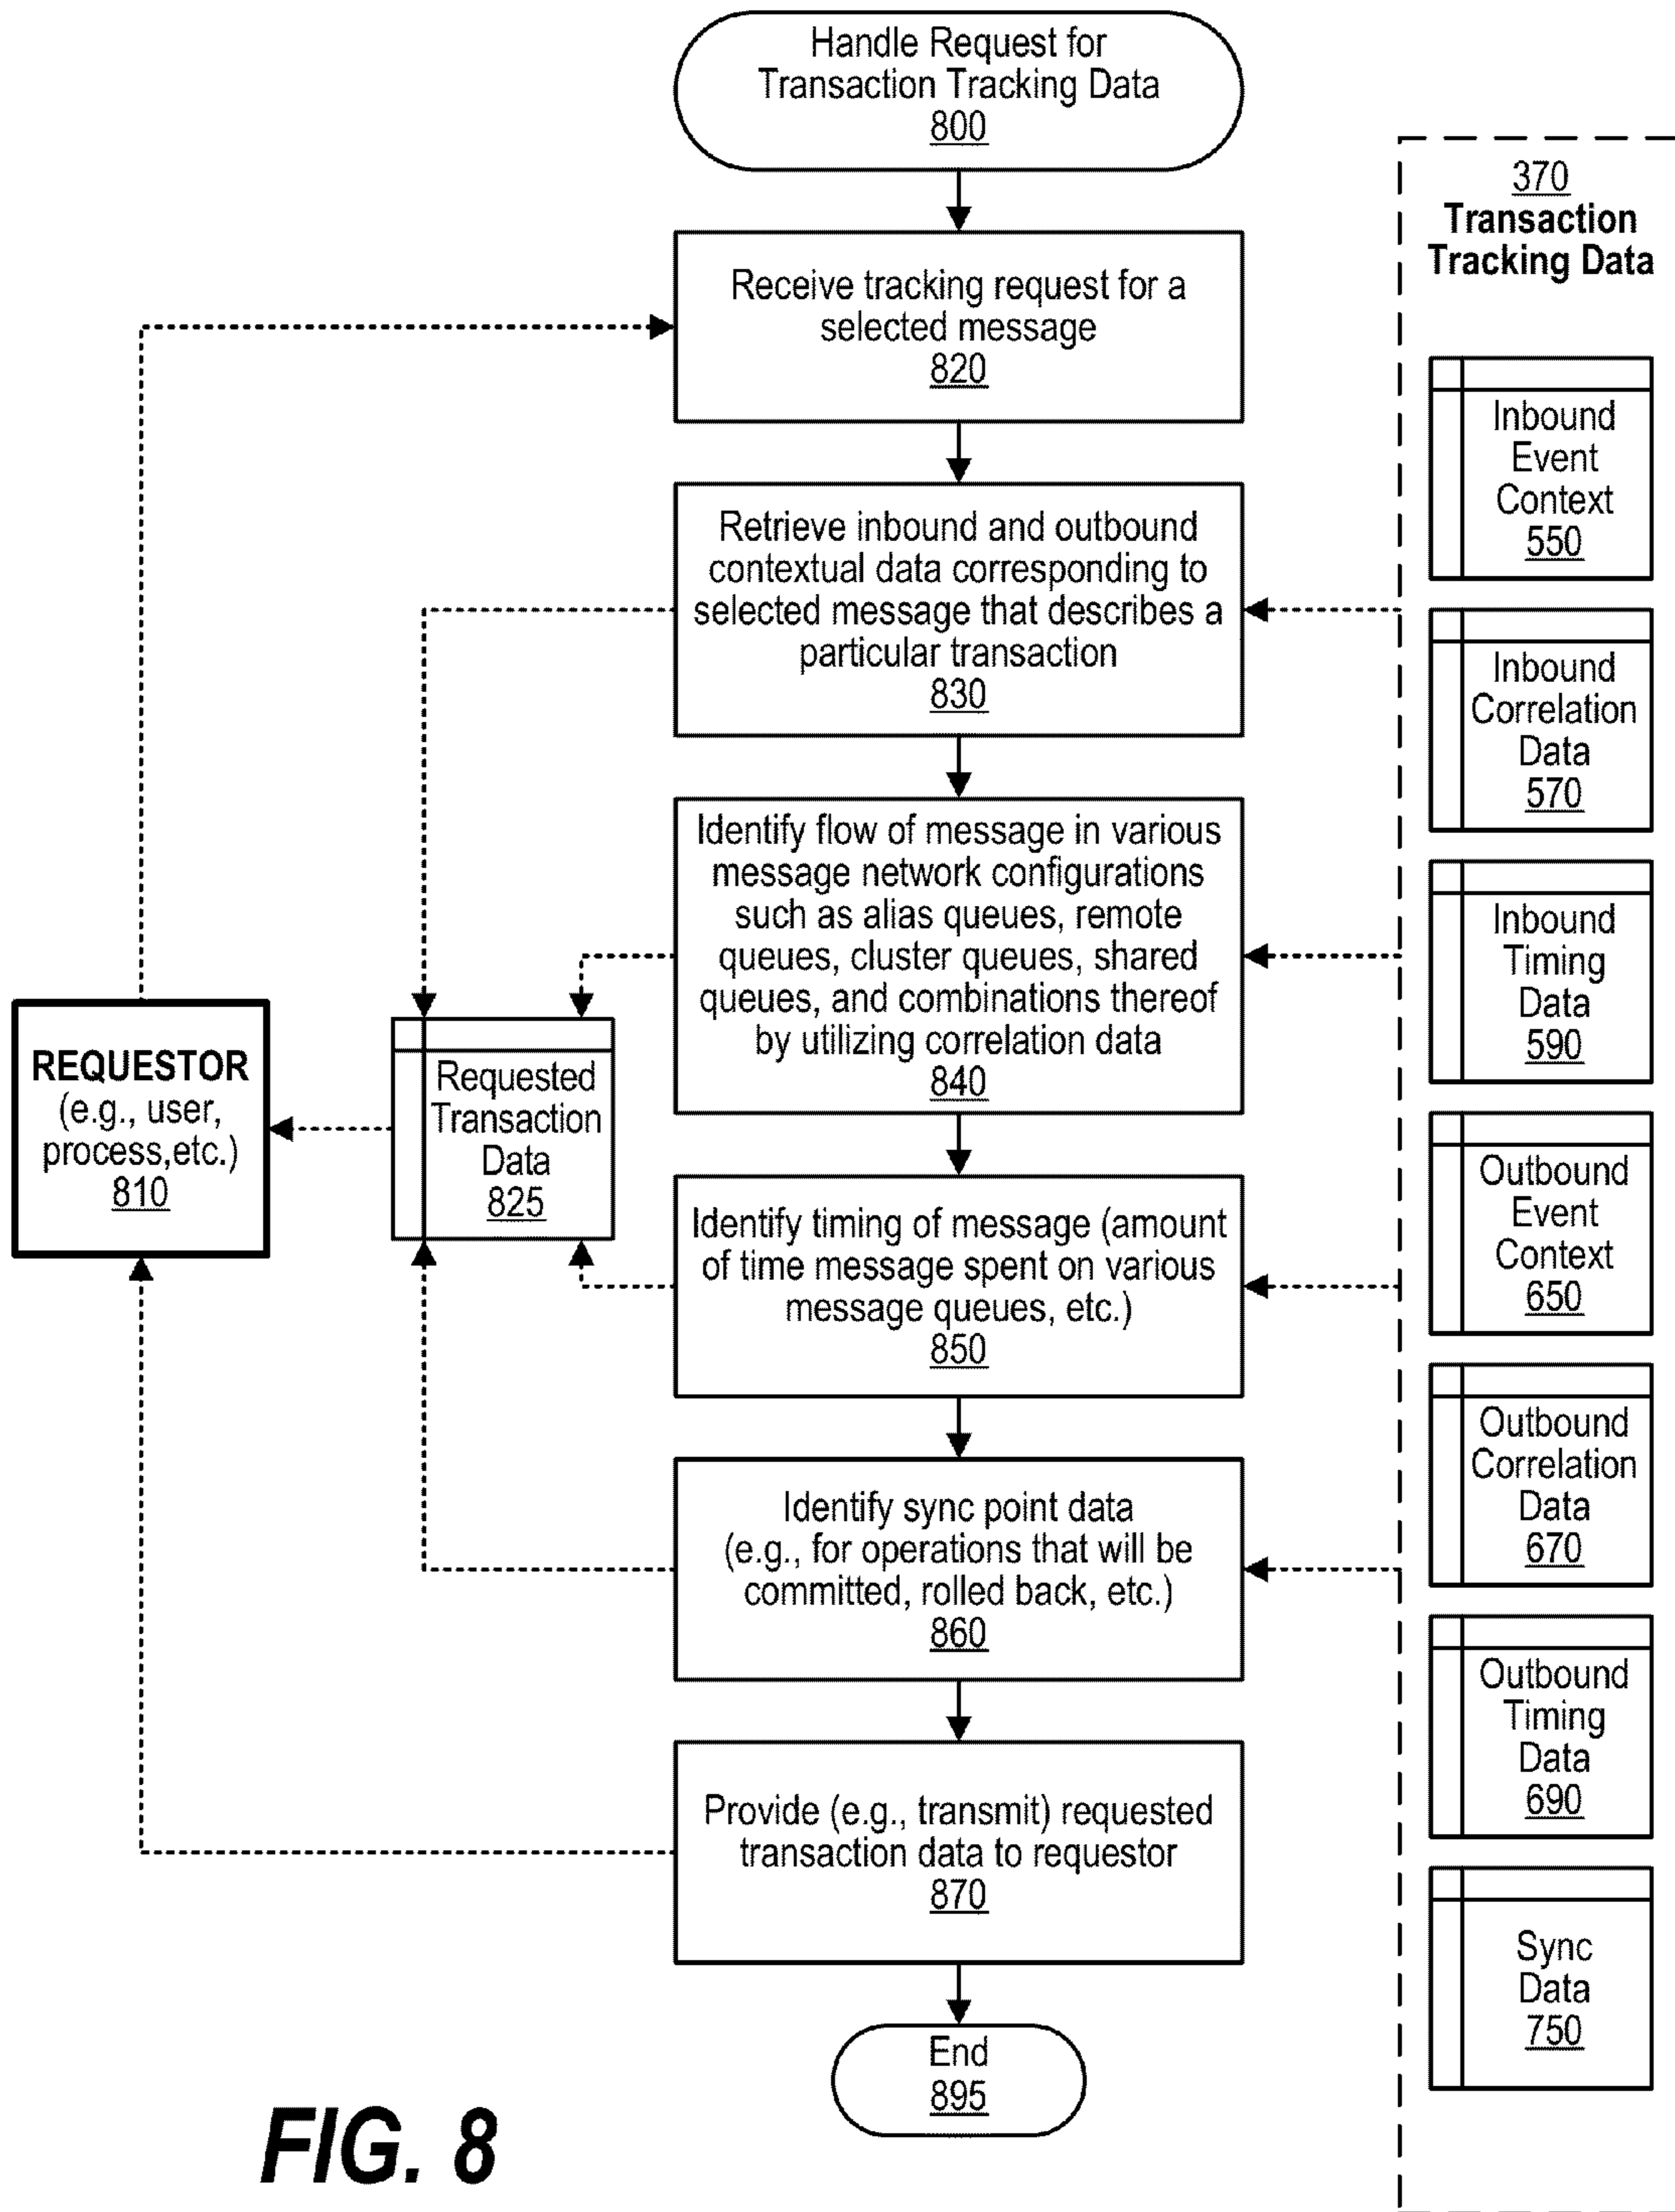 Handle Request for
Transaction Tracking Data
800
Receive tracking request for a
selected message
820
Retrieve inbound and outbound
contextual data corresponding to
selected message that describes a
particular transaction
830
Identify flow of message in various
message network configurations
such as alias queues, remote
queues, cluster queues, shared
queues, and combinations thereof
by utilizing correlation data
840
Identify timing of message (amount
of time message spent on various
message queues, etc.)
850
Identify sync point data
(e.g., for operations that will be
committed, rolled back, etc.)
860
Provide (e.g., transmit) requested
transaction data to requestor
870
End
895
REQUESTOR
(e.g., user,
process,etc.)
810
Requested
Transaction
Data
825
370
Transaction
Tracking Data
Inbound
Event
Context
550
Inbound
Correlation
Data
570
Inbound
Timing
Data
590
Outbound
Event
Context
650
Outbound
Correlation
Data
670
Outbound
Timing
Data
690
Sync
Data
750
FIG. 8